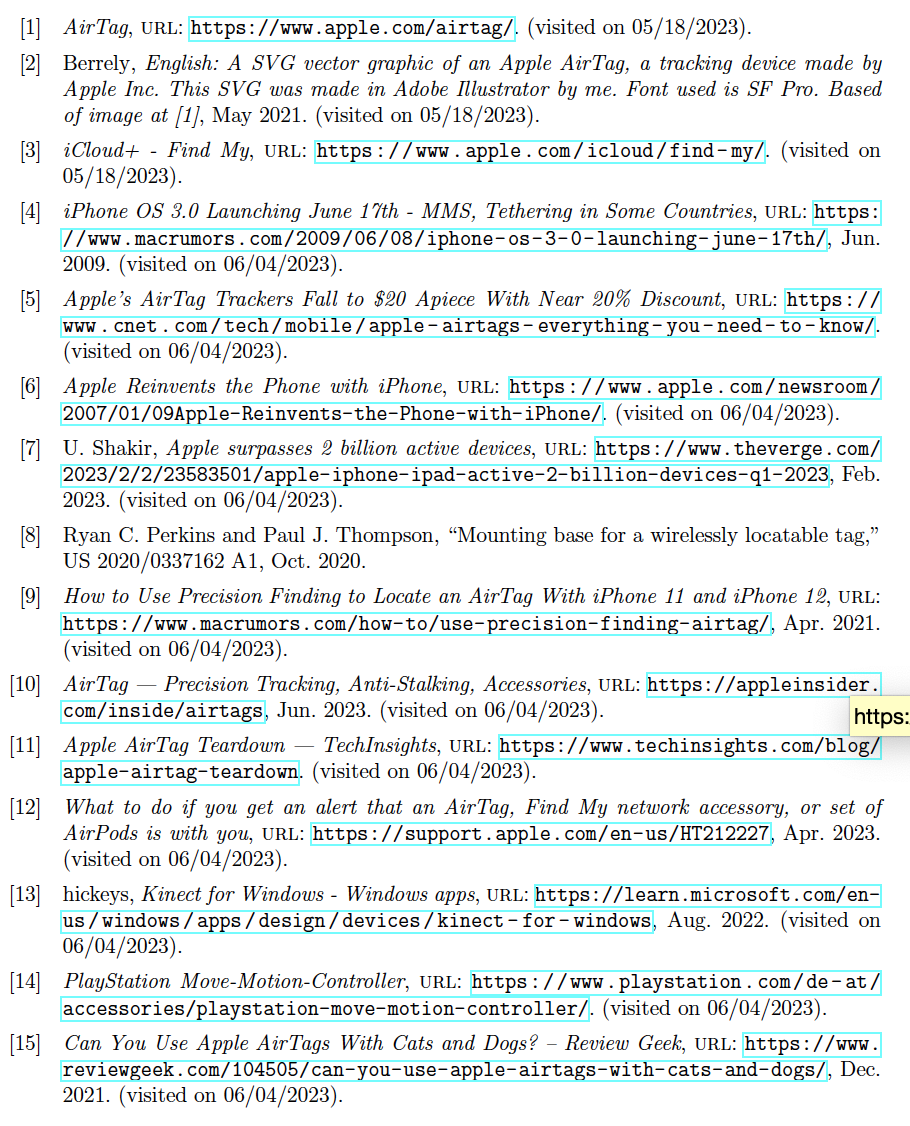 [1] AirTag, URL: https://www.apple.com/airtag/. (visited on 05/18/2023).
[2] Berrely, English: A SVG vector graphic of an Apple AirTag, a tracking device made by
Apple Inc. This SVG was made in Adobe Illustrator by me. Font used is SF Pro. Based
of image at [1], May 2021. (visited on 05/18/2023).
[3] iCloud+ - Find My, URL: https://www.apple.com/icloud/find-my/. (visited on
05/18/2023).
[4] iPhone OS 3.0 Launching June 17th - MMS, Tethering in Some Countries, URL: https:
//www.macrumors.com/2009/06/08/iphone-os-3-0-launching-june-17th/, Jun.
2009. (visited on 06/04/2023).
[5] Apple's AirTag Trackers Fall to $20 Apiece With Near 20% Discount, URL: https://
www.cnet.com/tech/mobile/apple-airtags-everything-you-need-to-know/.
(visited on 06/04/2023).
[6] Apple Reinvents the Phone with iPhone, URL: https://www.apple.com/newsroom/
2007/01/09Apple-Reinvents-the-Phone-with-iPhone/. (visited on 06/04/2023).
[7] U. Shakir, Apple surpasses 2 billion active devices, URL: https://www.theverge.com/
2023/2/2/23583501/apple-iphone-ipad-active-2-billion-devices-q1-2023, Feb.
2023. (visited on 06/04/2023).
[8] Ryan C. Perkins and Paul J. Thompson, “Mounting base for a wirelessly locatable tag,”
US 2020/0337162 A1, Oct. 2020.
[9] How to Use Precision Finding to Locate an AirTag With iPhone 11 and iPhone 12, URL:
https://www.macrumors.com/how-to/use-precision-finding-airtag/, Apr. 2021.
(visited on 06/04/2023).
[10] AirTag — Precision Tracking, Anti-Stalking, Accessories, URL: https://appleinsider.
com/inside/airtags, Jun. 2023. (visited on 06/04/2023).
https:
[11] Apple AirTag Teardown — TechInsights, URL: https://www.techinsights.com/blog/
apple-airtag-teardown. (visited on 06/04/2023).
[12] What to do if you get an alert that an AirTag, Find My network accessory, or set of
AirPods is with you, URL: https://support.apple.com/en-us/HT212227, Apr. 2023.
(visited on 06/04/2023).
[13] hickeys, Kinect for Windows - Windows apps, URL: https://learn.microsoft.com/en-
us/windows/apps/design/devices/kinect-for-windows, Aug. 2022. (visited on
06/04/2023).
[14] PlayStation Move-Motion-Controller, URL: https://www.playstation.com/de-at/
accessories/playstation-move-motion-controller/. (visited on 06/04/2023).
[15] Can You Use Apple AirTags With Cats and Dogs? – Review Geek, URL: https://www.
reviewgeek.com/104505/can-you-use-apple-airtags-with-cats-and-dogs/, Dec.
2021. (visited on 06/04/2023).